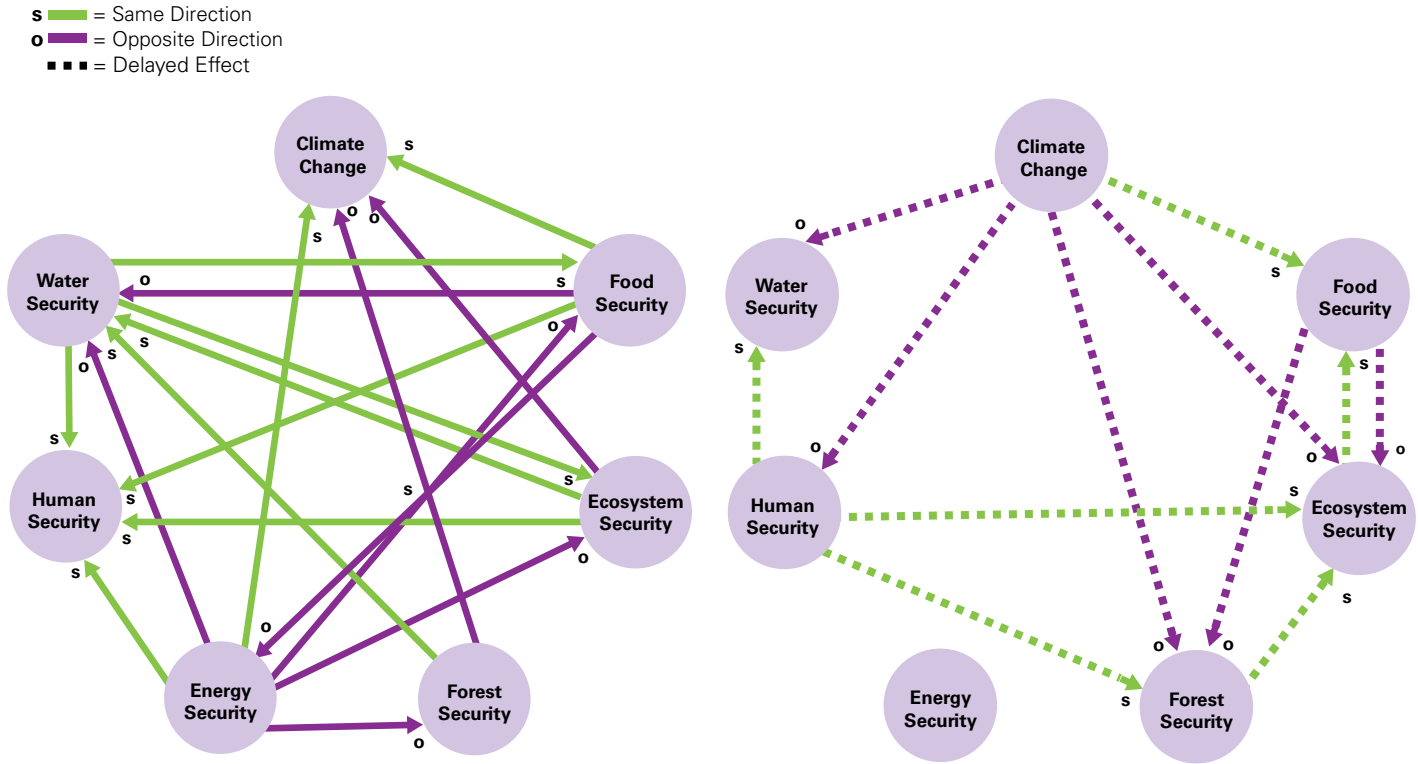 s = Same Direction
o = Opposite Direction
= Delayed Effect
Climate
Change
s
s
o
o
Water
Security
o
s
Food
Security
o
s
s
o
s
s
s
Human
Security
s
s
s
Ecosystem
Security
o
s
o
Energy
Security
Forest
Security
o
Climate
Change
o
s
Water
Security
Food
Security
s
s
o
o
o
Human
Security
s
Ecosystem
Security
s
o
o
s
Energy
Security
Forest
Security